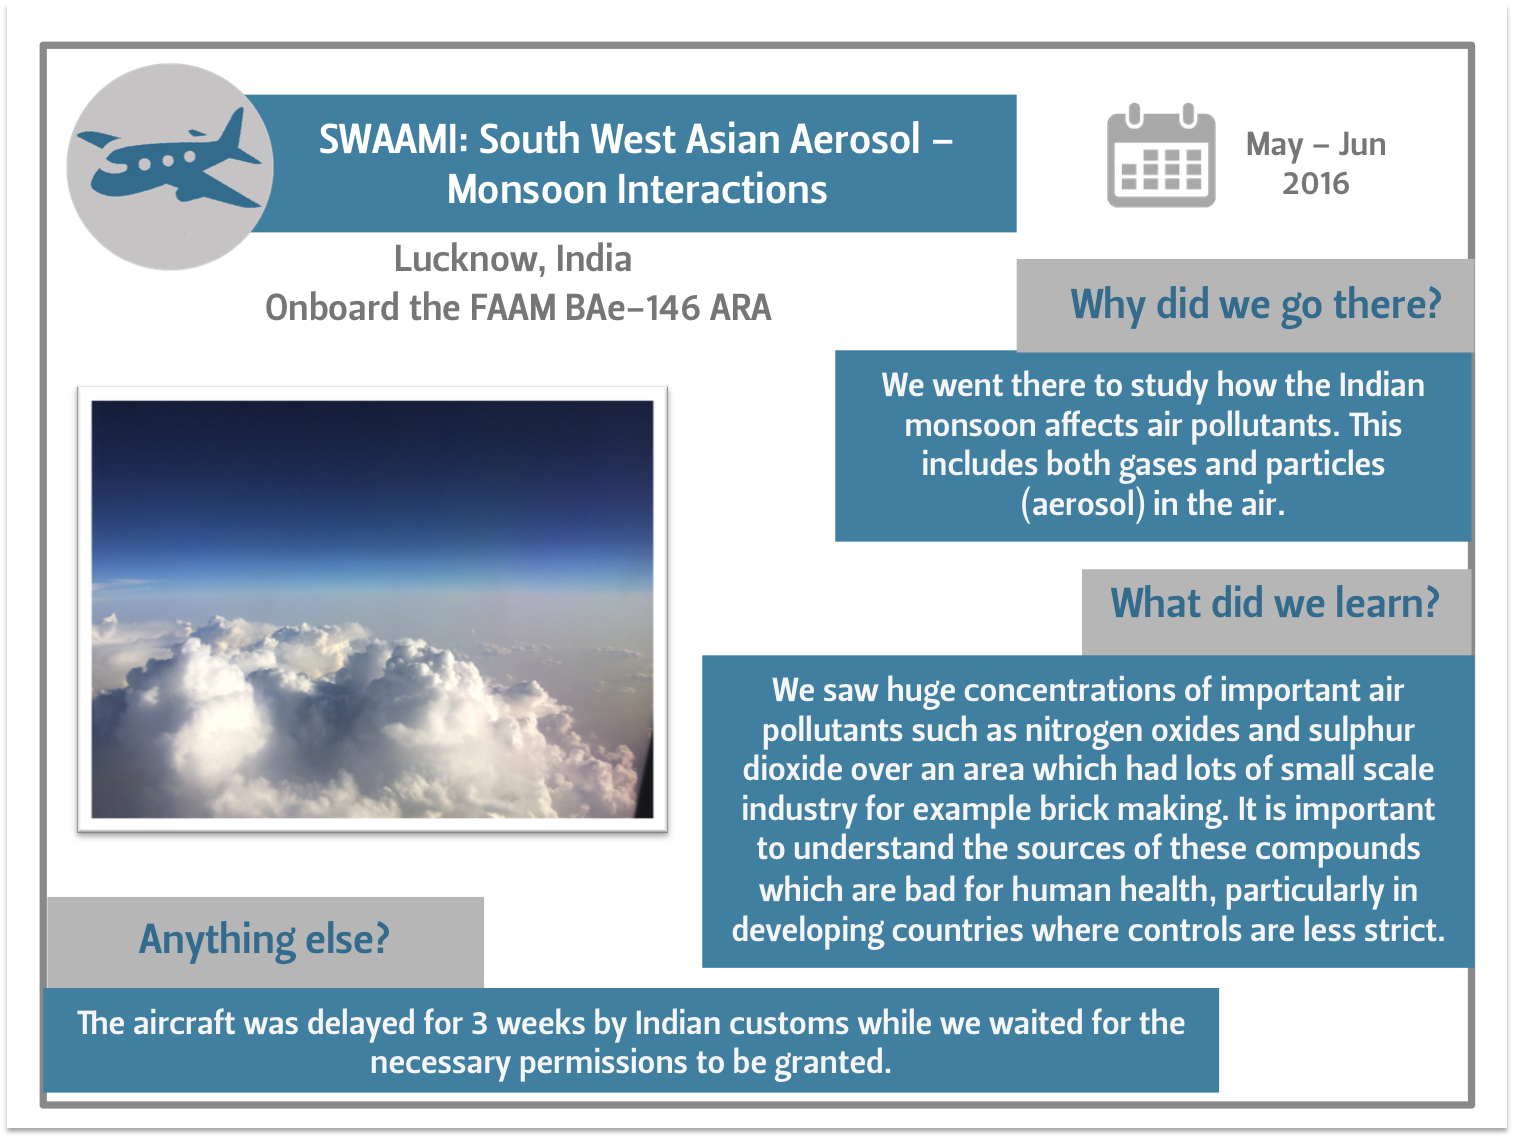 SWAAMI: South West Asian Aerosol –
Monsoon Interactions
May – Jun
2016
Lucknow, India
Onboard the FAAM BAe–146 ARA
Why did we go there?
We went there to study how the Indian
monsoon affects air pollutants. This
includes both gases and particles
(aerosol) in the air.
What did we learn?
We saw huge concentrations of important air
pollutants such as nitrogen oxides and sulphur
dioxide over an area which had lots of small scale
industry for example brick making. It is important
to understand the sources of these compounds
which are bad for human health, particularly in
developing countries where controls are less strict.
Anything else?
The aircraft was delayed for 3 weeks by Indian customs while we waited for the
necessary permissions to be granted.